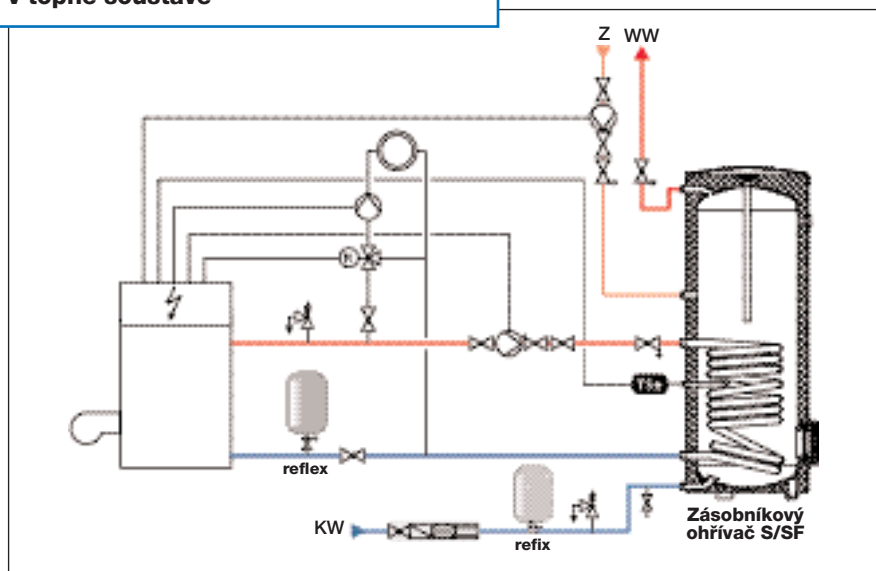 v topné soustavě
Z WW
M
reflex
KW
refix
Zásobníkový
ohřívač S/SF